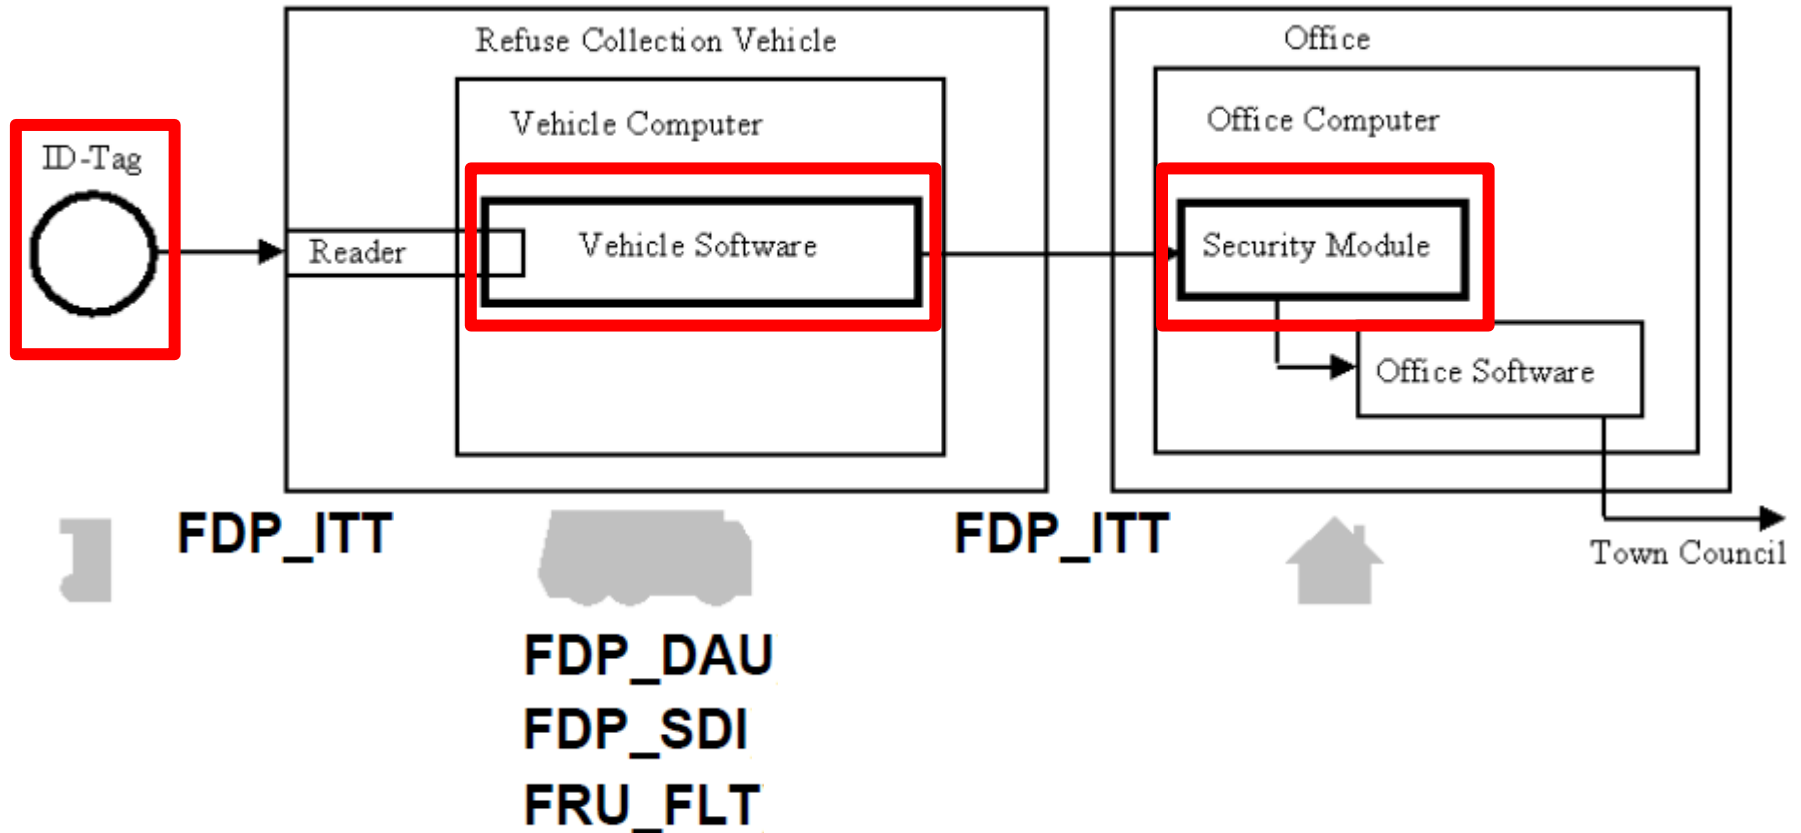 Refuse Collection Vehicle
Office
Vehicle Computer
Office Computer
ID-Tag
Reader
Vehicle Software
Security Module
Office Software
FDP_ITT
FDP_ITT
Town Council
FDP_DAU
FDP_SDI
FRU_FLT